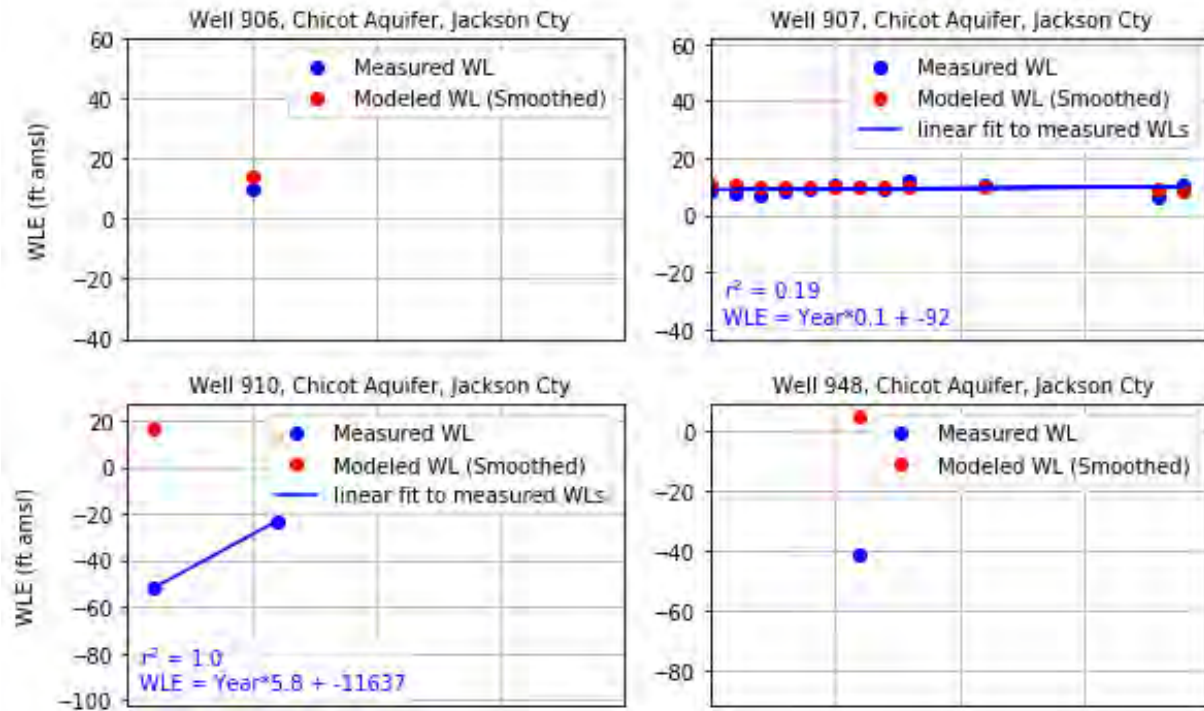 Well 906, Chicot Aquifer, Jackson Cty
60
40
20
0
−20
−40
WLE (ft amsl)
Measured WL
Modeled WL (Smoothed)
Well 907, Chicot Aquifer, Jackson Cty
60
40
20
0
−20
−40
Measured WL
Modeled WL (Smoothed)
linear fit to measured WLs
r² = 0.19
WLE = Year*0.1 + -92
Well 910, Chicot Aquifer, Jackson Cty
20
0
−20
−40
−60
−80
−100
WLE (ft amsl)
Measured WL
Modeled WL (Smoothed)
linear fit to measured WLs
r² = 1.0
WLE = Year*5.8 + -11637
Well 948, Chicot Aquifer, Jackson Cty
0
−20
−40
−60
−80
Measured WL
Modeled WL (Smoothed)